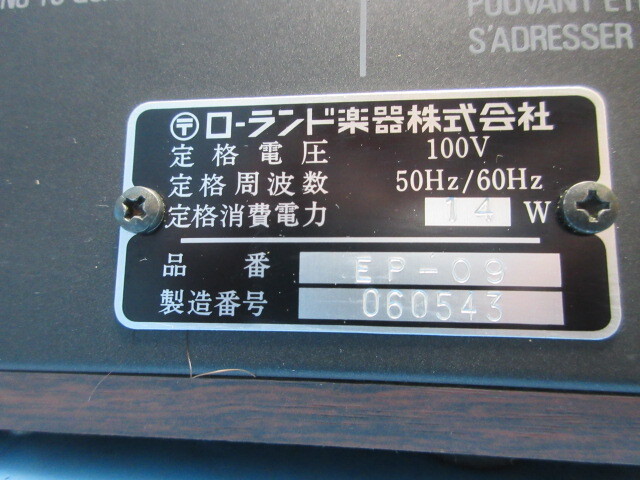 POUVANT ET
S'ADRESSER
〶 ローランド楽器株式会社
定格電圧 100V
定格周波数 50Hz/60Hz
定格消費電力 14 W
品番 EP-09
製造番号 060543